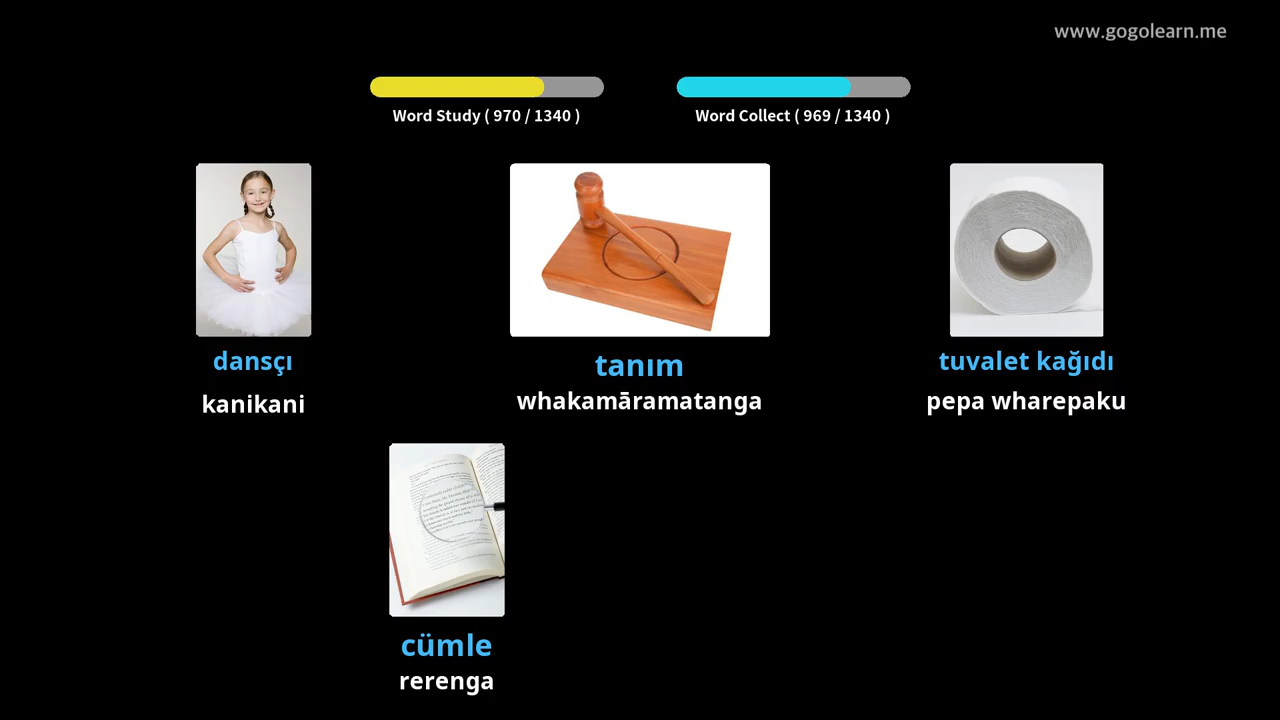 www.gogolearn.me
Word Study ( 970 / 1340 )
Word Collect ( 969 / 1340 )
dansçı
kanikani
tanım
whakamāramatanga
tuvalet kağıdı
pepa wharepaku
cümle
rerenga